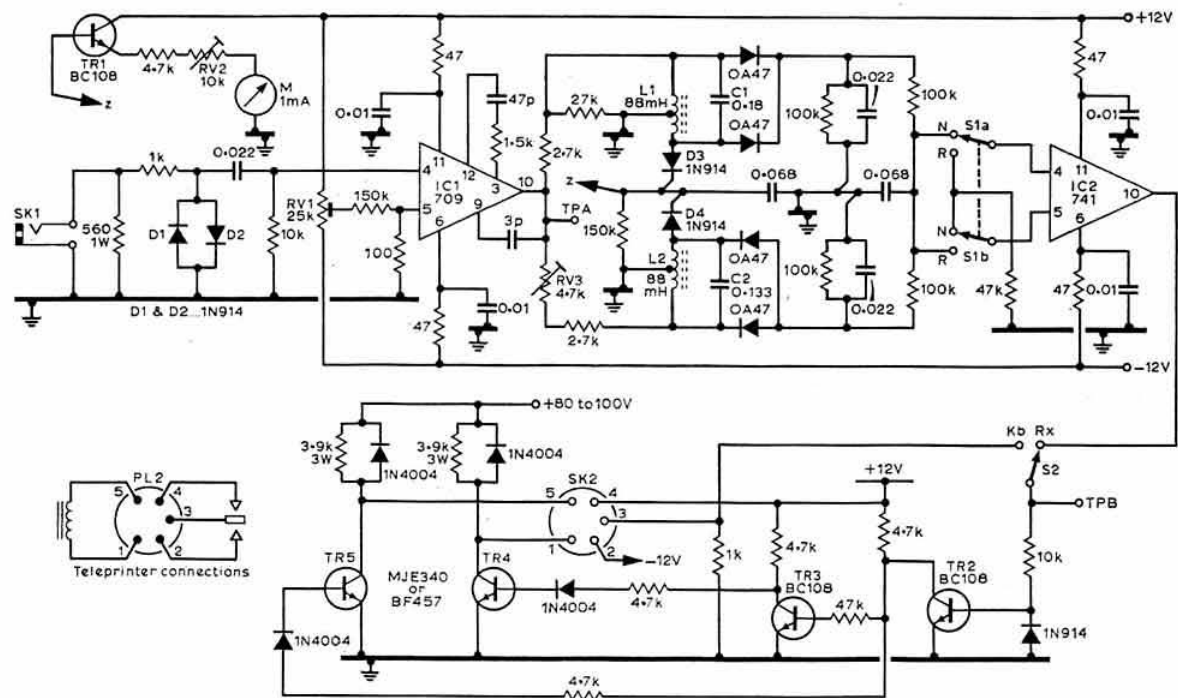 +12V
TR1
BC108
4·7k
RV2
10k
z
M
1mA
47
0·01
47p
1·5k
12
11
3
4
IC1
709
10
5
6
9
3p
2·7k
27k
L1
88mH
C1
0·18
OA47
OA47
100k
0·022
100k
47
0·01
1k
0·022
SK1
560
1W
D1
D2
10k
RV1
25k
150k
100
D1 & D2...1N914
0·01
47
z
TPA
150k
RV3
4·7k
2·7k
D3
1N914
D4
1N914
L2
88
mH
C2
0·133
OA47
OA47
0·068
0·068
100k
0·022
100k
N
S1a
R
N
R
S1b
47k
4
5
11
IC2
741
10
6
47
0·01
-12V
+80 to 100V
3·9k
3W
1N4004
3·9k
3W
1N4004
SK2
5
4
3
1
2
-12V
PL2
5
4
3
1
2
Teleprinter connections
TR5
MJE340
or
BF457
TR4
1N4004
4·7k
1N4004
4·7k
1k
4·7k
TR3
BC108
47k
+12V
4·7k
TR2
BC108
Kb
Rx
S2
TPB
10k
1N914